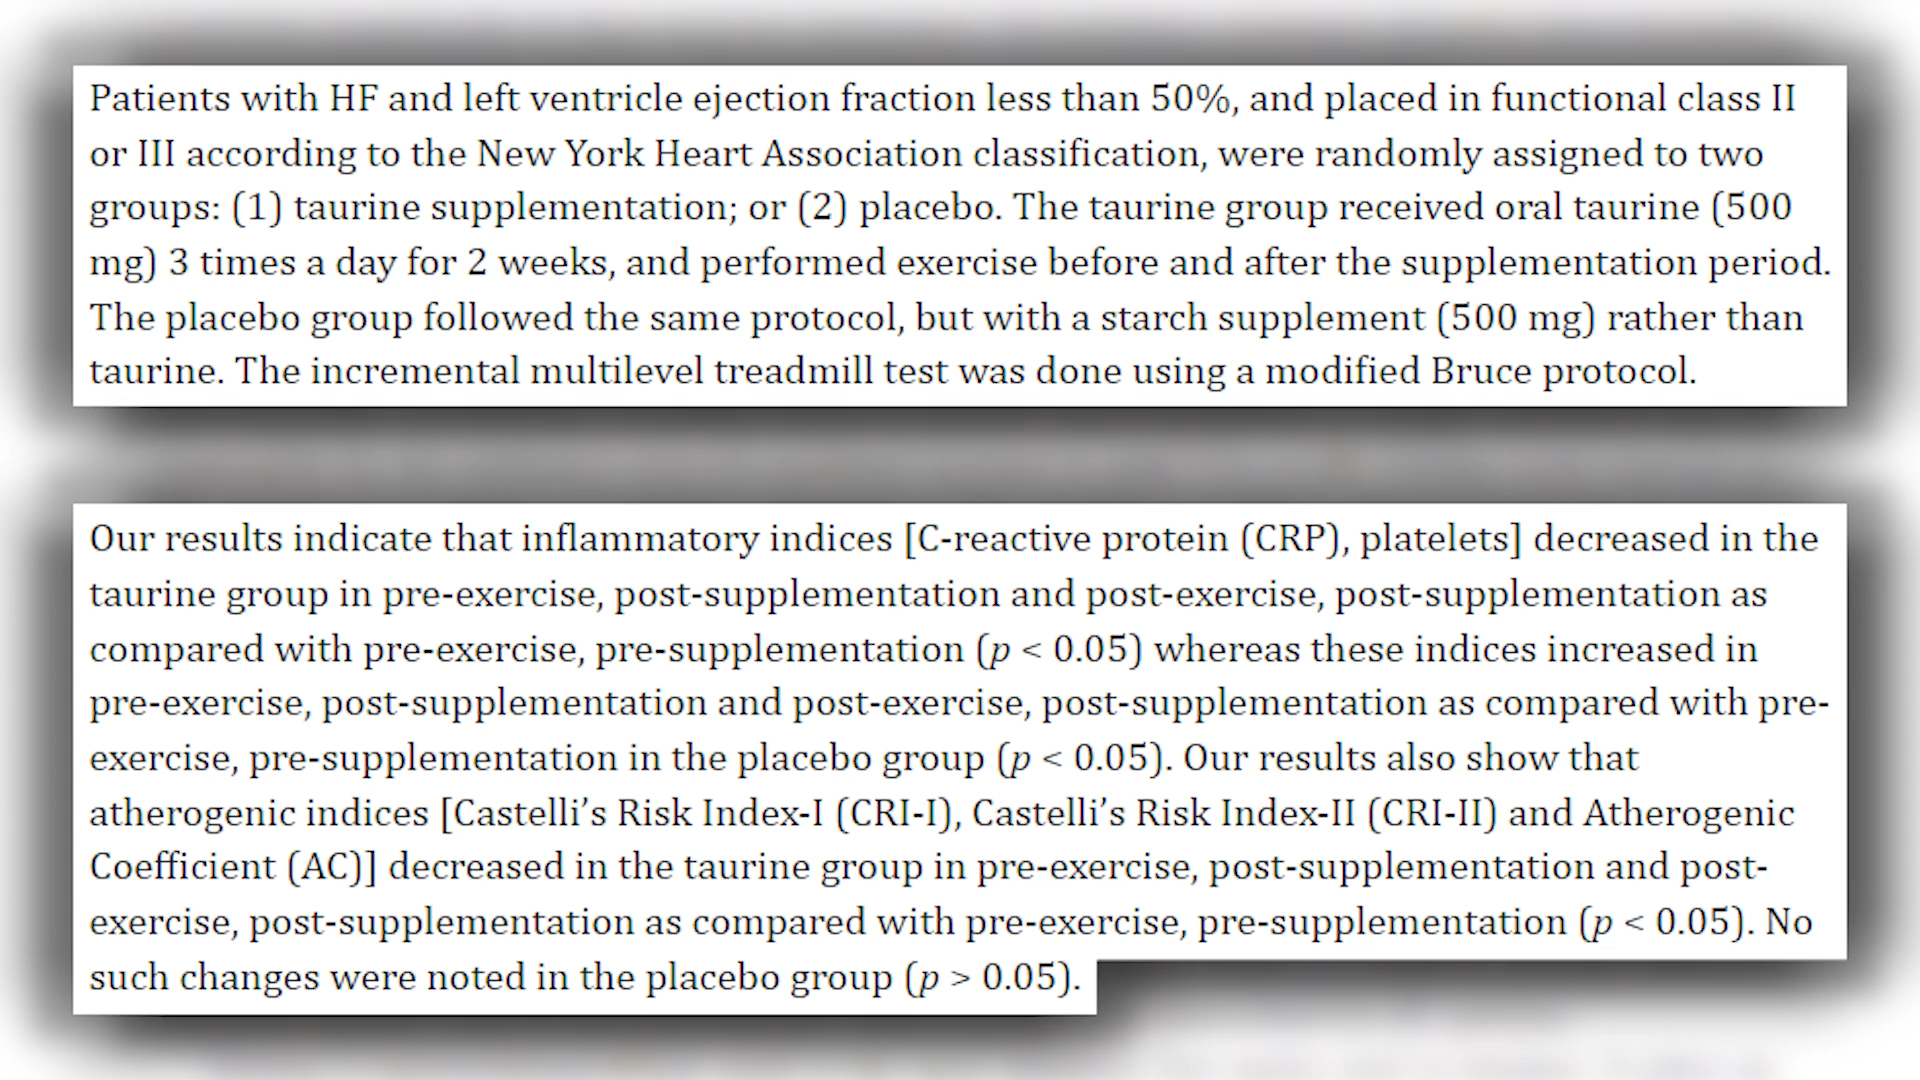 Patients with HF and left ventricle ejection fraction less than 50%, and placed in functional class II
or III according to the New York Heart Association classification, were randomly assigned to two
groups: (1) taurine supplementation; or (2) placebo. The taurine group received oral taurine (500
mg) 3 times a day for 2 weeks, and performed exercise before and after the supplementation period.
The placebo group followed the same protocol, but with a starch supplement (500 mg) rather than
taurine. The incremental multilevel treadmill test was done using a modified Bruce protocol.
Our results indicate that inflammatory indices [C-reactive protein (CRP), platelets] decreased in the
taurine group in pre-exercise, post-supplementation and post-exercise, post-supplementation as
compared with pre-exercise, pre-supplementation (p < 0.05) whereas these indices increased in
pre-exercise, post-supplementation and post-exercise, post-supplementation as compared with pre-
exercise, pre-supplementation in the placebo group (p < 0.05). Our results also show that
atherogenic indices [Castelli’s Risk Index-I (CRI-I), Castelli’s Risk Index-II (CRI-II) and Atherogenic
Coefficient (AC)] decreased in the taurine group in pre-exercise, post-supplementation and post-
exercise, post-supplementation as compared with pre-exercise, pre-supplementation (p < 0.05). No
such changes were noted in the placebo group (p > 0.05).